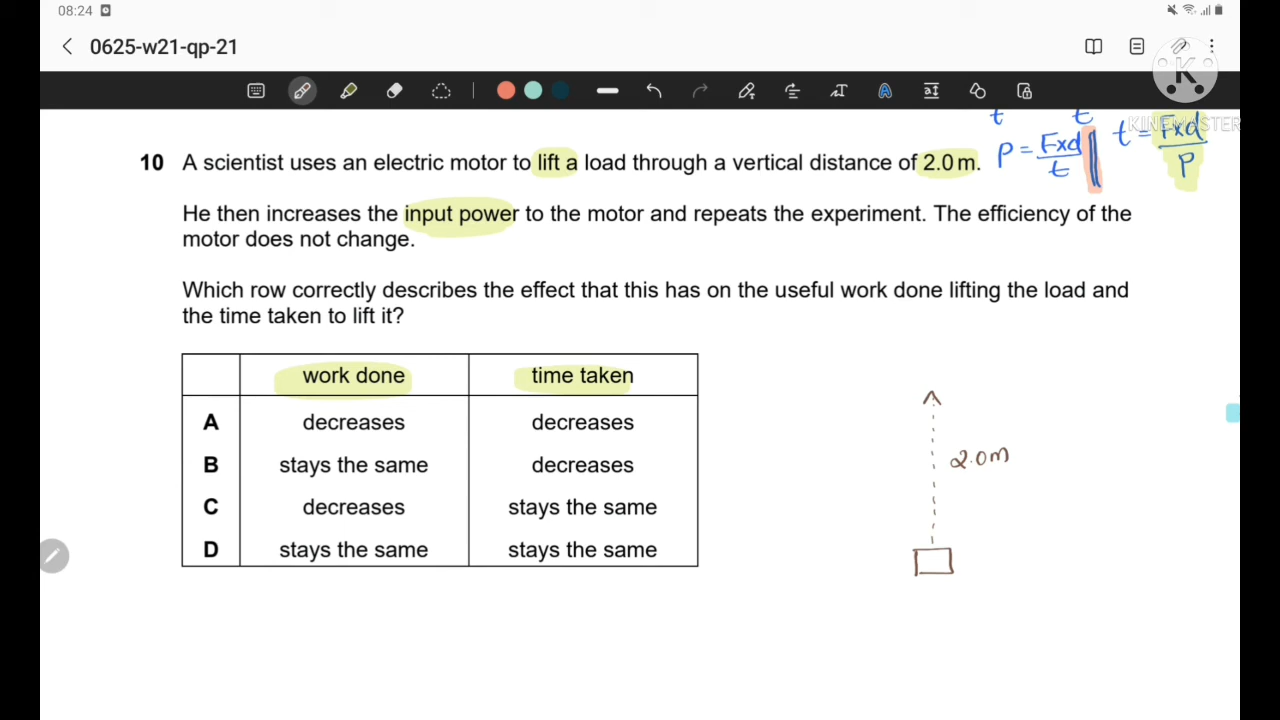 08:24
0625-w21-qp-21
KINEMASTER
t t
P = Fxd/t t = Fxd/P
10 A scientist uses an electric motor to lift a load through a vertical distance of 2.0 m.
He then increases the input power to the motor and repeats the experiment. The efficiency of the
motor does not change.
Which row correctly describes the effect that this has on the useful work done lifting the load and
the time taken to lift it?
work done time taken
A decreases decreases
B stays the same decreases
C decreases stays the same
D stays the same stays the same
2.0m